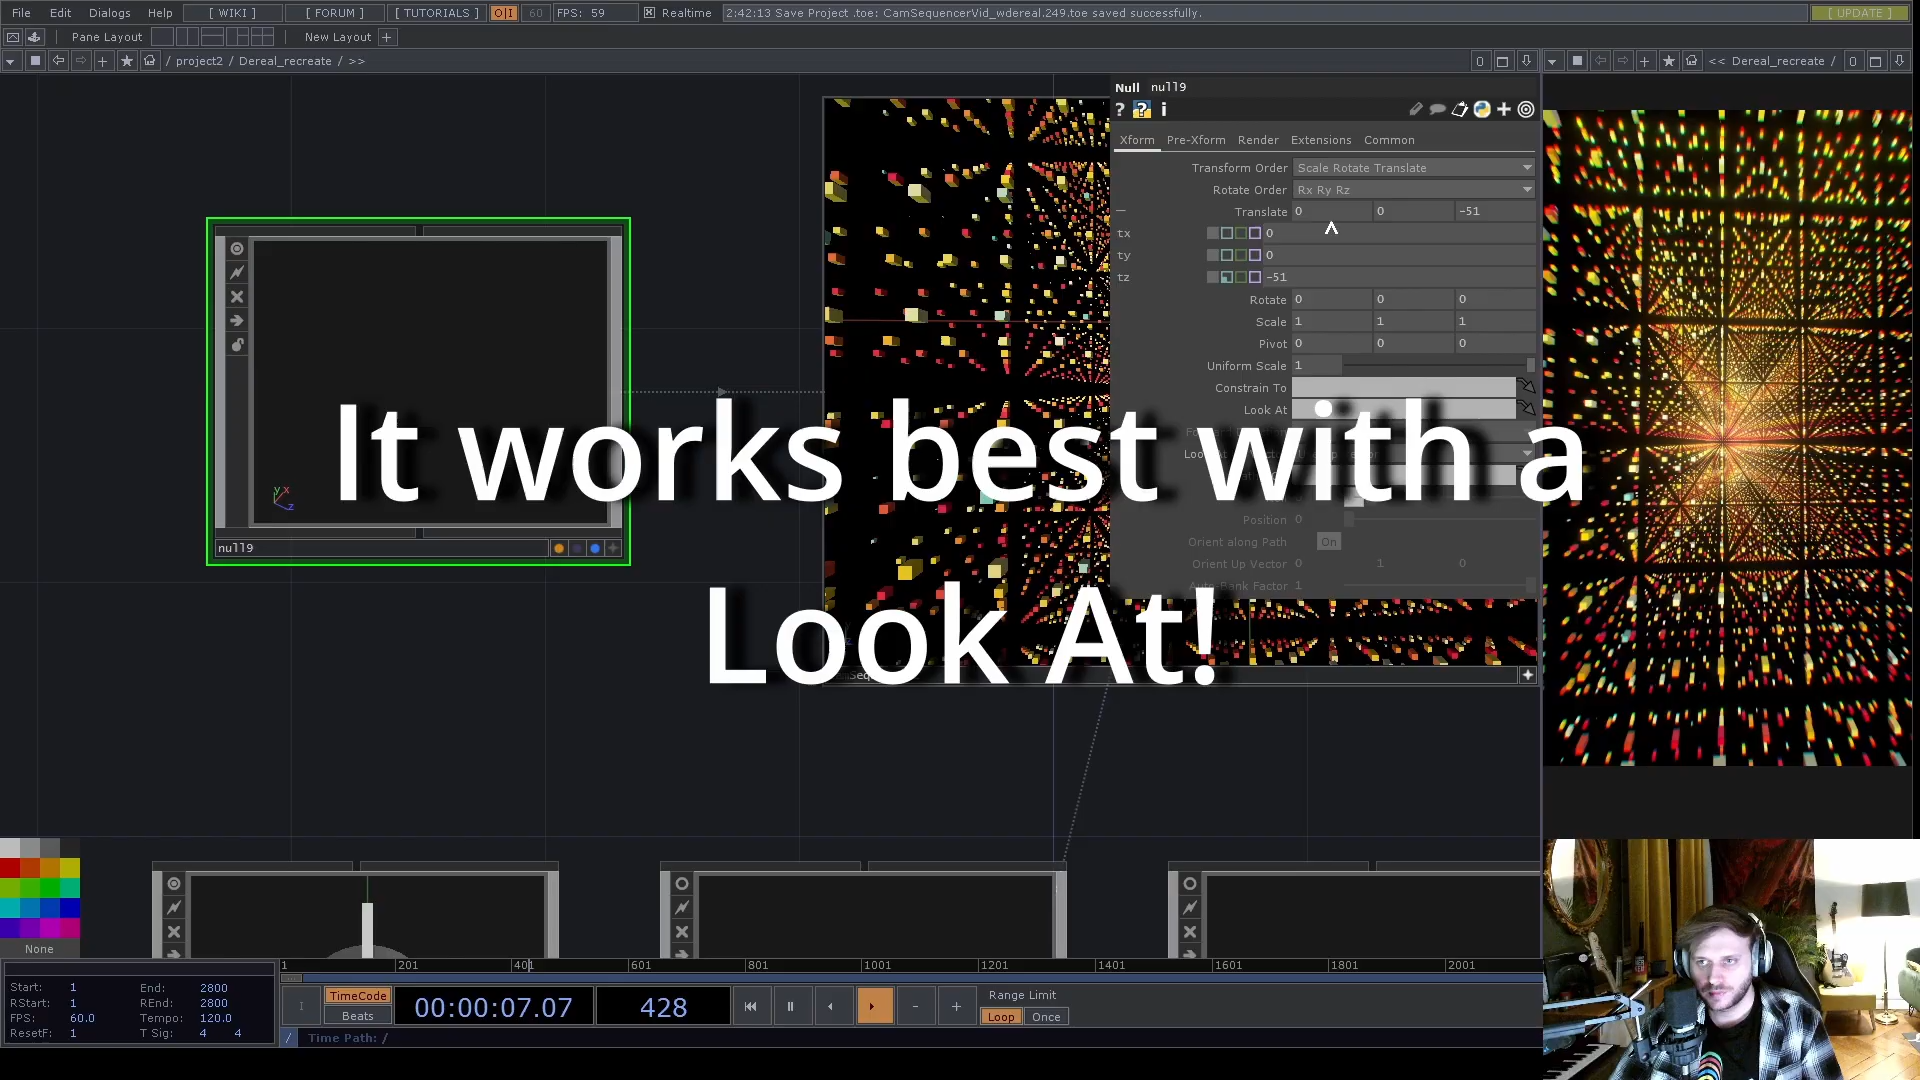 File Edit Dialogs Help [ WIKI ] [ FORUM ] [ TUTORIALS ] O|I 60 FPS: 59 Realtime 2:42:13 Save Project .toe: CamSequencerVid_wdereal.249.toe saved successfully. [ UPDATE ]
Pane Layout New Layout +
/ project2 / Dereal_recreate / >> 0
<< Dereal_recreate / 0
Null null9
? ? i
Xform Pre-Xform Render Extensions Common
Transform Order Scale Rotate Translate
Rotate Order Rx Ry Rz
Translate 0 0 -51
tx 0
ty 0
tz -51
Rotate 0 0 0
Scale 1 1 1
Pivot 0 0 0
Uniform Scale 1
Constrain To
Look At
It works best with a
Look At!
Position 0
Orient along Path On
Orient Up Vector 0 1 0
Auto-Bank Factor 1
y x
z
null9
None
1 201 401 601 801 1001 1201 1401 1601 1801 2001
Start: 1 End: 2800
RStart: 1 REnd: 2800
FPS: 60.0 Tempo: 120.0
ResetF: 1 T Sig: 4 4
I TimeCode
Beats
00:00:07.07 428
- +
Range Limit
Loop Once
/ Time Path: /